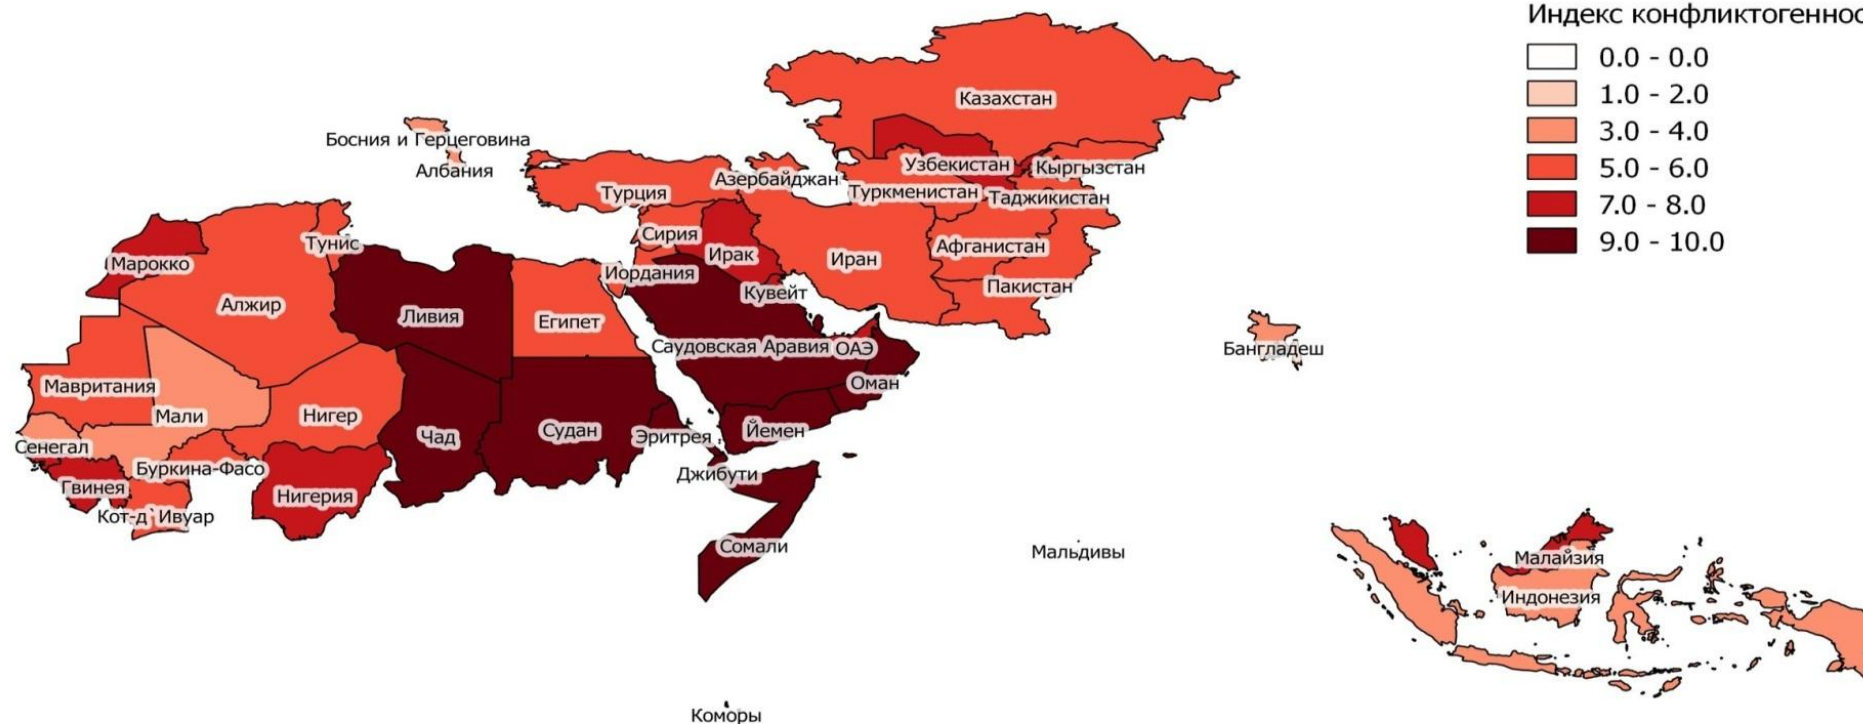 Индекс конфликтогеннос
0.0 - 0.0
1.0 - 2.0
3.0 - 4.0
5.0 - 6.0
7.0 - 8.0
9.0 - 10.0
Казахстан
Босния и Герцеговина
Албания
Узбекистан
Кыргызстан
Азербайджан
Турция
Туркменистан
Таджикистан
Тунис
Сирия
Афганистан
Марокко
Ирак
Иран
Иордания
Пакистан
Кувейт
Алжир
Ливия
Египет
Саудовская Аравия
ОАЭ
Бангладеш
Мавритания
Оман
Мали
Нигер
Чад
Судан
Эритрея
Йемен
Сенегал
Буркина-Фасо
Джибути
Гвинея
Нигерия
Кот-д`Ивуар
Сомали
Мальдивы
Малайзия
Индонезия
Коморы